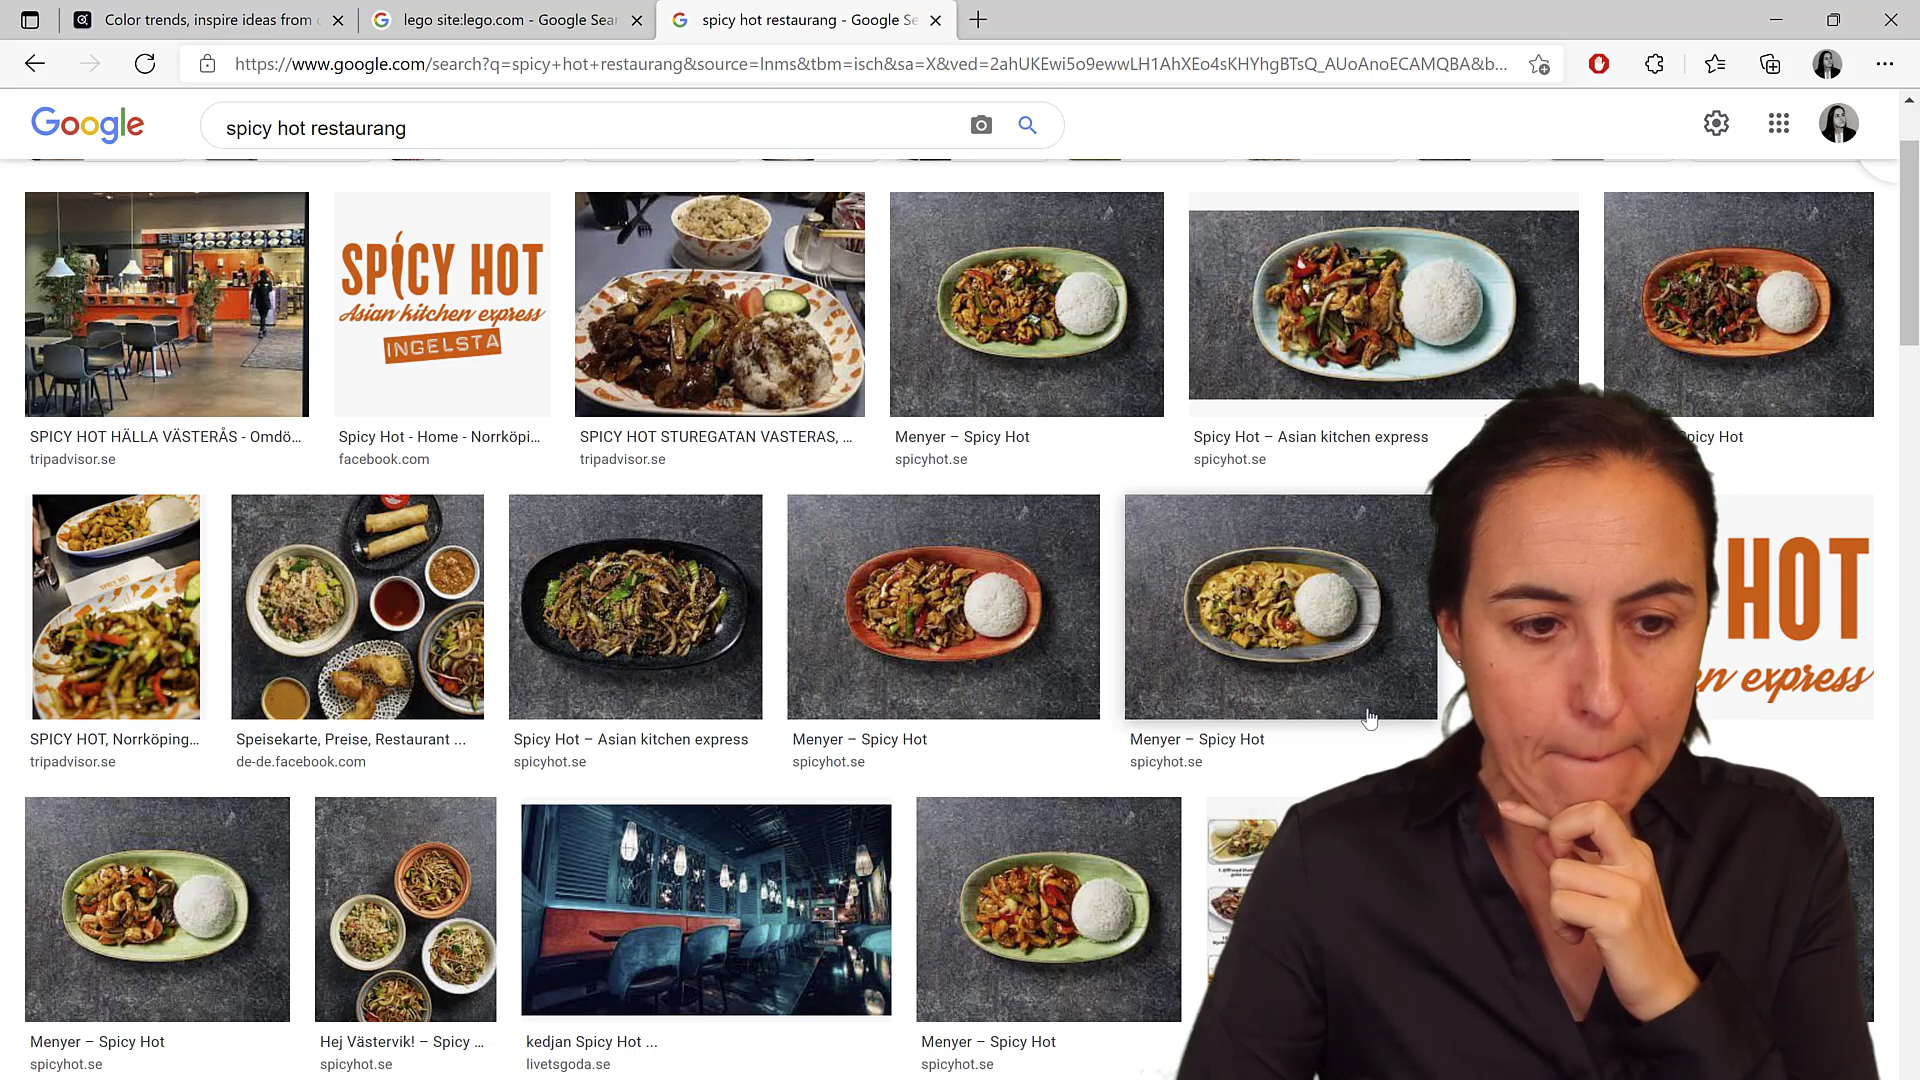 Color trends, inspire ideas from
lego site:lego.com - Google Sear
spicy hot restaurang - Google Se
https://www.google.com/search?q=spicy+hot+restaurang&source=lnms&tbm=isch&sa=X&ved=2ahUKEwi5o9ewwLH1AhXEo4sKHYhgBTsQ_AUoAnoECAMQBA&b...
Google
spicy hot restaurang
SPICY HOT
Asian kitchen express
INGELSTA
SPICY HOT HÄLLA VÄSTERÅS - Omdö...
tripadvisor.se
Spicy Hot - Home - Norrköpi...
facebook.com
SPICY HOT STUREGATAN VASTERAS, ...
tripadvisor.se
Menyer – Spicy Hot
spicyhot.se
Spicy Hot – Asian kitchen express
spicyhot.se
Spicy Hot
HOT
en express
SPICY HOT, Norrköping...
tripadvisor.se
Speisekarte, Preise, Restaurant ...
de-de.facebook.com
Spicy Hot – Asian kitchen express
spicyhot.se
Menyer – Spicy Hot
spicyhot.se
Menyer – Spicy Hot
spicyhot.se
Menyer – Spicy Hot
spicyhot.se
Hej Västervik! – Spicy ...
spicyhot.se
kedjan Spicy Hot ...
livetsgoda.se
Menyer – Spicy Hot
spicyhot.se